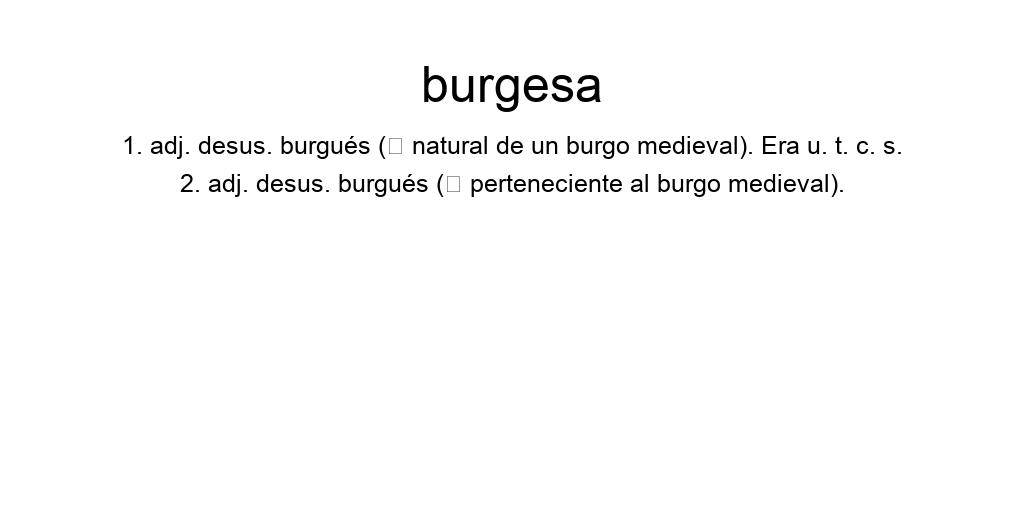 burgesa
1. adj. desus. burgués (▯ natural de un burgo medieval). Era u. t. c. s.
2. adj. desus. burgués (▯ perteneciente al burgo medieval).